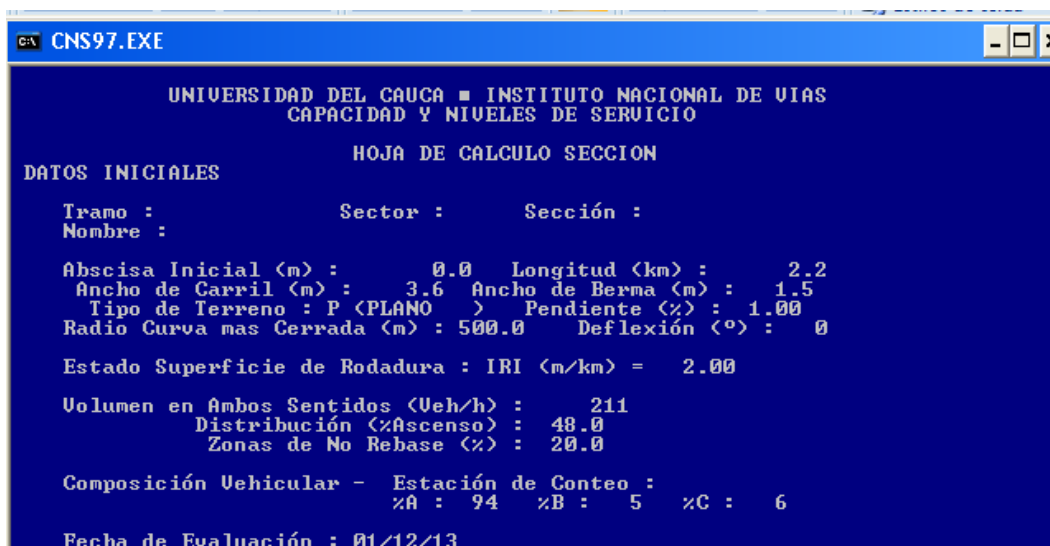 CNS97.EXE
UNIVERSIDAD DEL CAUCA ■ INSTITUTO NACIONAL DE VIAS
CAPACIDAD Y NIVELES DE SERVICIO
HOJA DE CALCULO SECCION
DATOS INICIALES
Tramo : Sector : Sección :
Nombre :
Abscisa Inicial (m) : 0.0 Longitud (km) : 2.2
Ancho de Carril (m) : 3.6 Ancho de Berma (m) : 1.5
Tipo de Terreno : P (PLANO ) Pendiente (%) : 1.00
Radio Curva mas Cerrada (m) : 500.0 Deflexión (º) : 0
Estado Superficie de Rodadura : IRI (m/km) = 2.00
Volumen en Ambos Sentidos (Veh/h) : 211
Distribución (%Ascenso) : 48.0
Zonas de No Rebase (%) : 20.0
Composición Vehicular - Estación de Conteo :
%A : 94 %B : 5 %C : 6
Fecha de Evaluación : 01/12/13